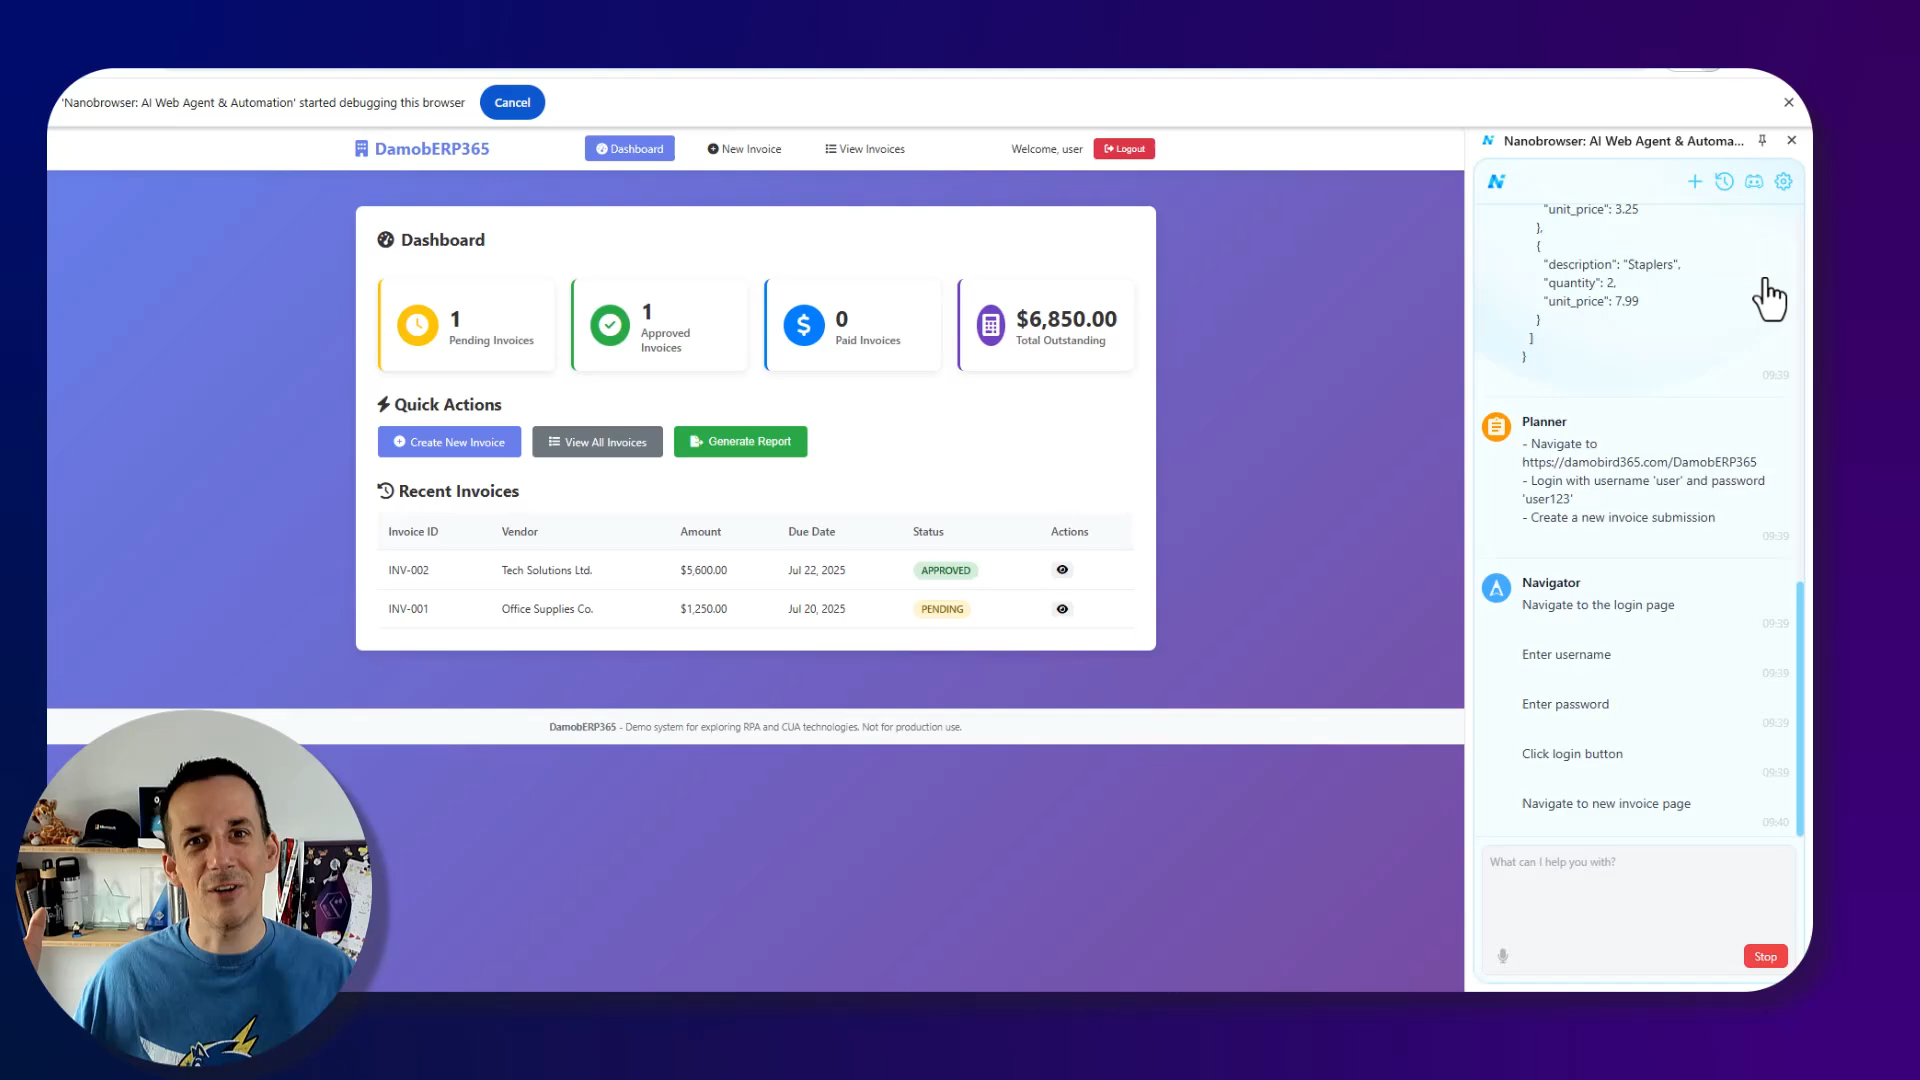 'Nanobrowser: AI Web Agent & Automation' started debugging this browser
Cancel
DamobERP365
Dashboard
New Invoice
View Invoices
Welcome, user
Logout
Dashboard
1
Pending Invoices
1
Approved
Invoices
0
Paid Invoices
$6,850.00
Total Outstanding
Quick Actions
Create New Invoice
View All Invoices
Generate Report
Recent Invoices
Invoice ID Vendor Amount Due Date Status Actions
INV-002 Tech Solutions Ltd. $5,600.00 Jul 22, 2025 APPROVED
INV-001 Office Supplies Co. $1,250.00 Jul 20, 2025 PENDING
DamobERP365 - Demo system for exploring RPA and CUA technologies. Not for production use.
Nanobrowser: AI Web Agent & Automa...
"unit_price": 3.25
},
{
"description": "Staplers",
"quantity": 2,
"unit_price": 7.99
}
]
}
09:39
Planner
- Navigate to
https://damobird365.com/DamobERP365
- Login with username 'user' and password
'user123'
- Create a new invoice submission
09:39
Navigator
Navigate to the login page
09:39
Enter username
09:39
Enter password
09:39
Click login button
09:39
Navigate to new invoice page
09:40
What can I help you with?
Stop